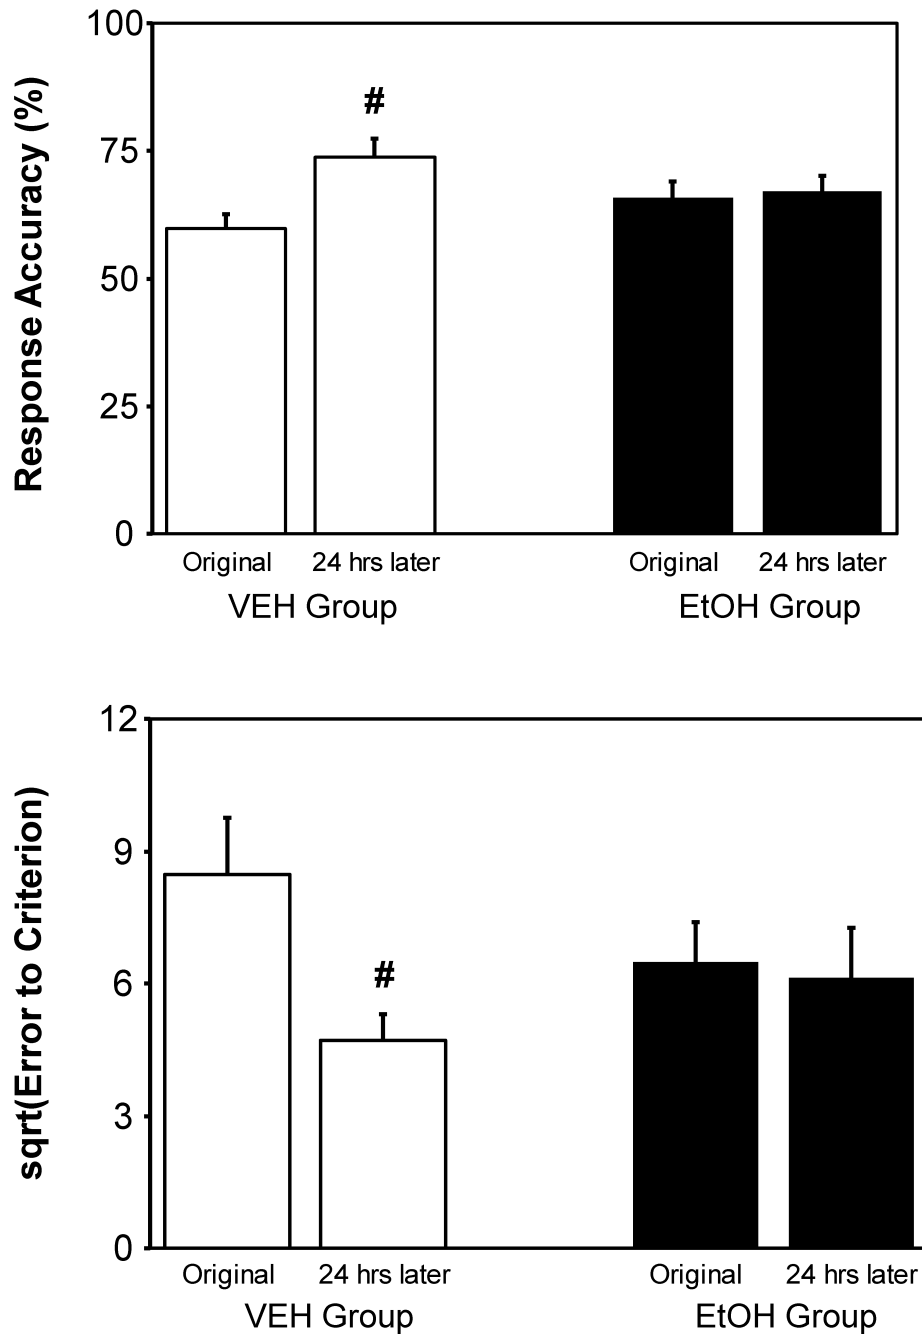 Response Accuracy (%)
100
75
50
25
0
#
Original 24 hrs later Original 24 hrs later
VEH Group EtOH Group
sqrt(Error to Criterion)
12
9
6
3
0
#
Original 24 hrs later Original 24 hrs later
VEH Group EtOH Group